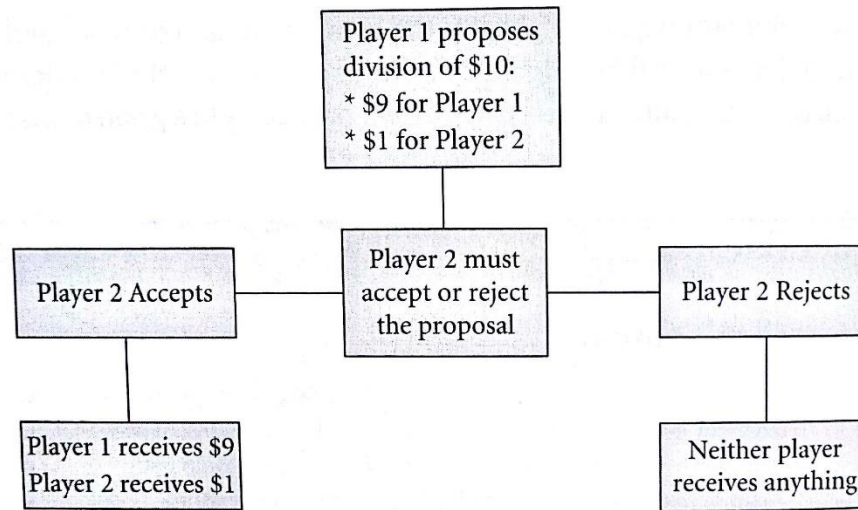 Player 1 proposes
division of $10:
* $9 for Player 1
* $1 for Player 2
Player 2 must
accept or reject
the proposal
Player 2 Accepts
Player 2 Rejects
Player 1 receives $9
Player 2 receives $1
Neither player
receives anything